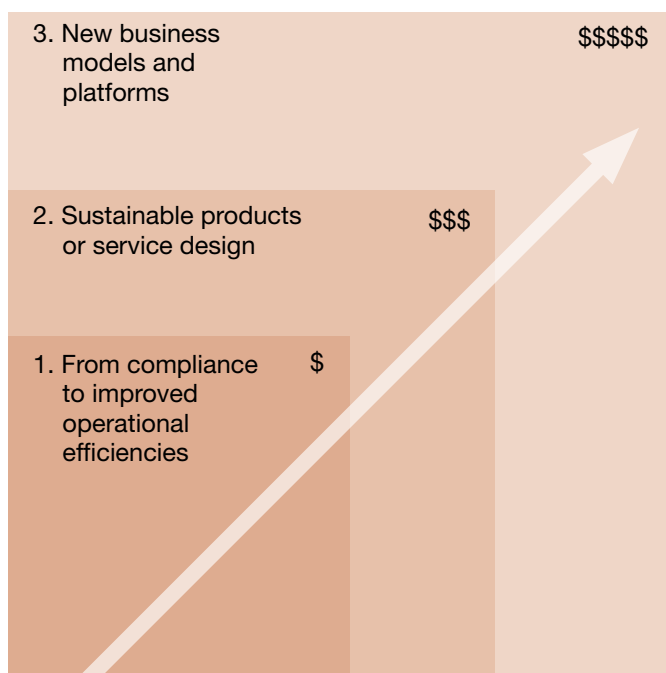 3. New business
models and
platforms
$$$$$
2. Sustainable products
or service design
$$$
1. From compliance
to improved
operational
efficiencies
$